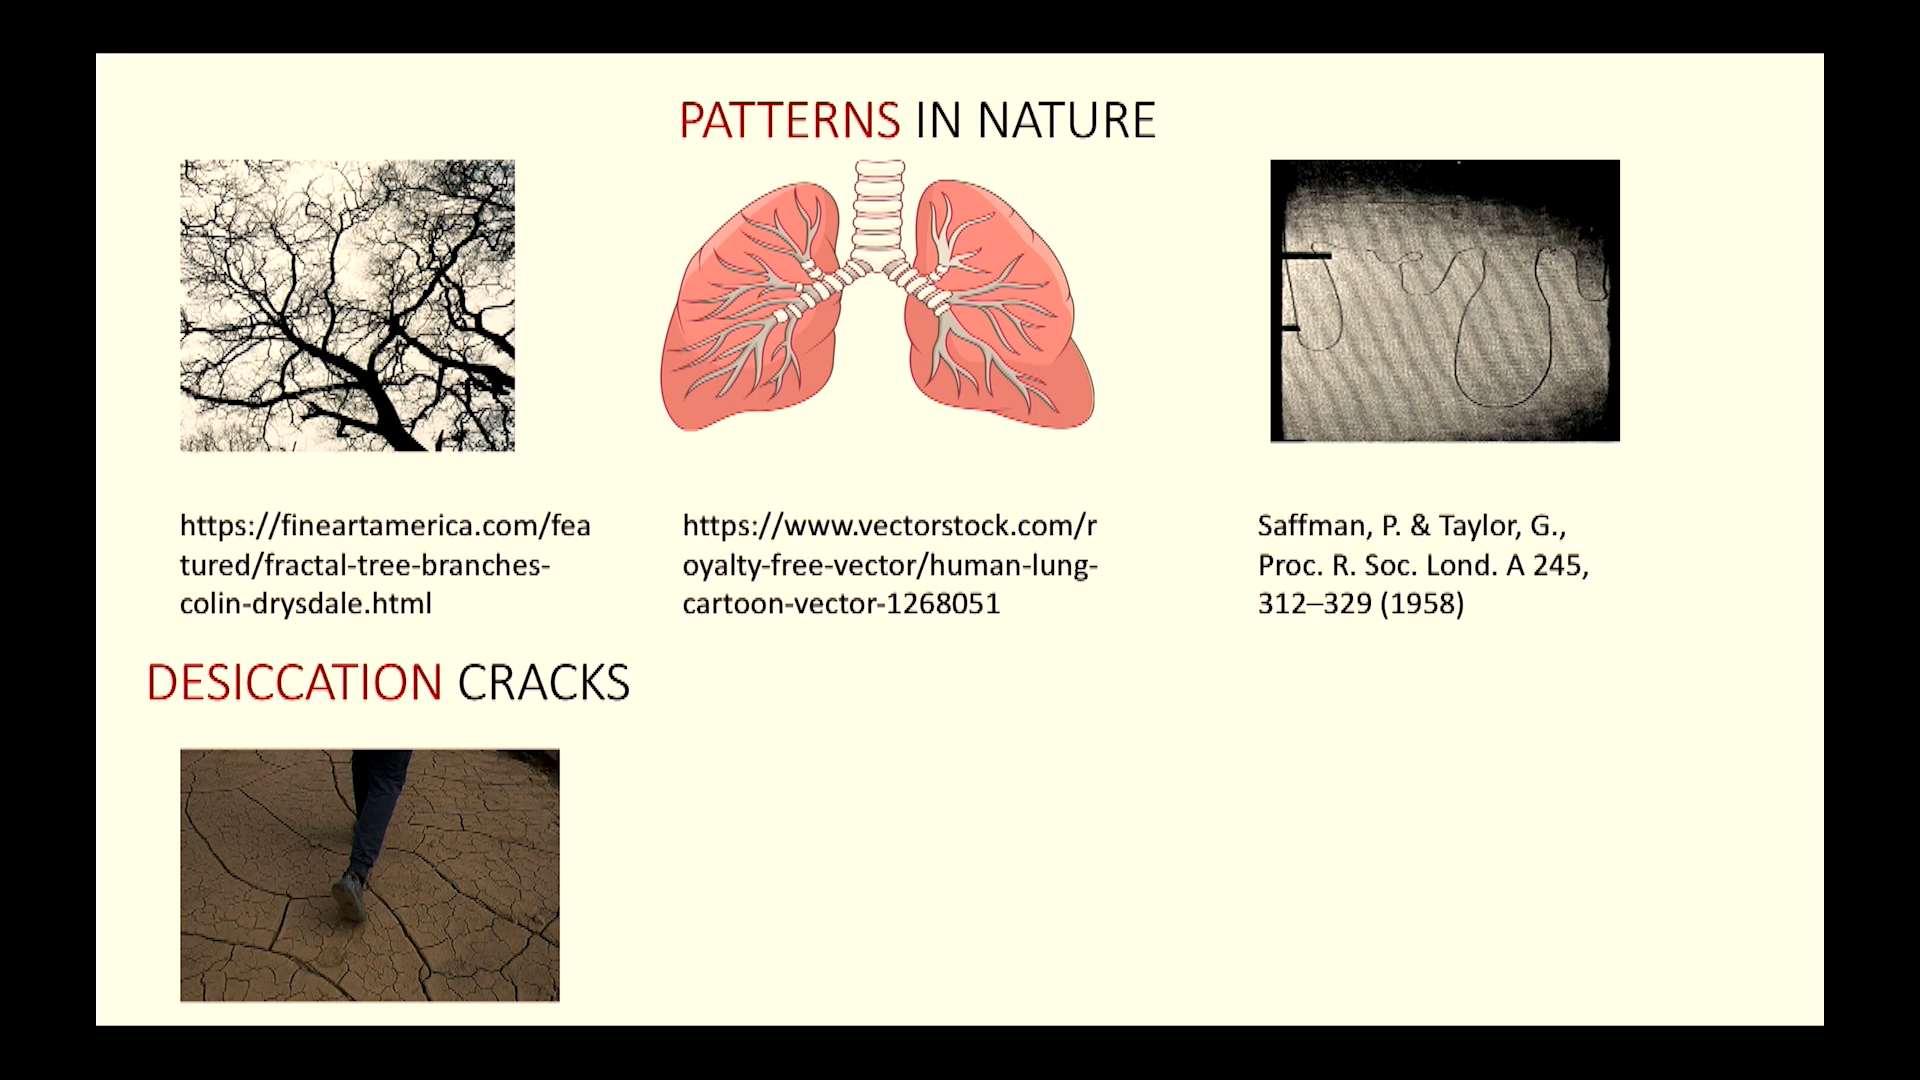 PATTERNS IN NATURE
https://fineartamerica.com/fea
tured/fractal-tree-branches-
colin-drysdale.html
https://www.vectorstock.com/r
oyalty-free-vector/human-lung-
cartoon-vector-1268051
Saffman, P. & Taylor, G.,
Proc. R. Soc. Lond. A 245,
312–329 (1958)
DESICCATION CRACKS